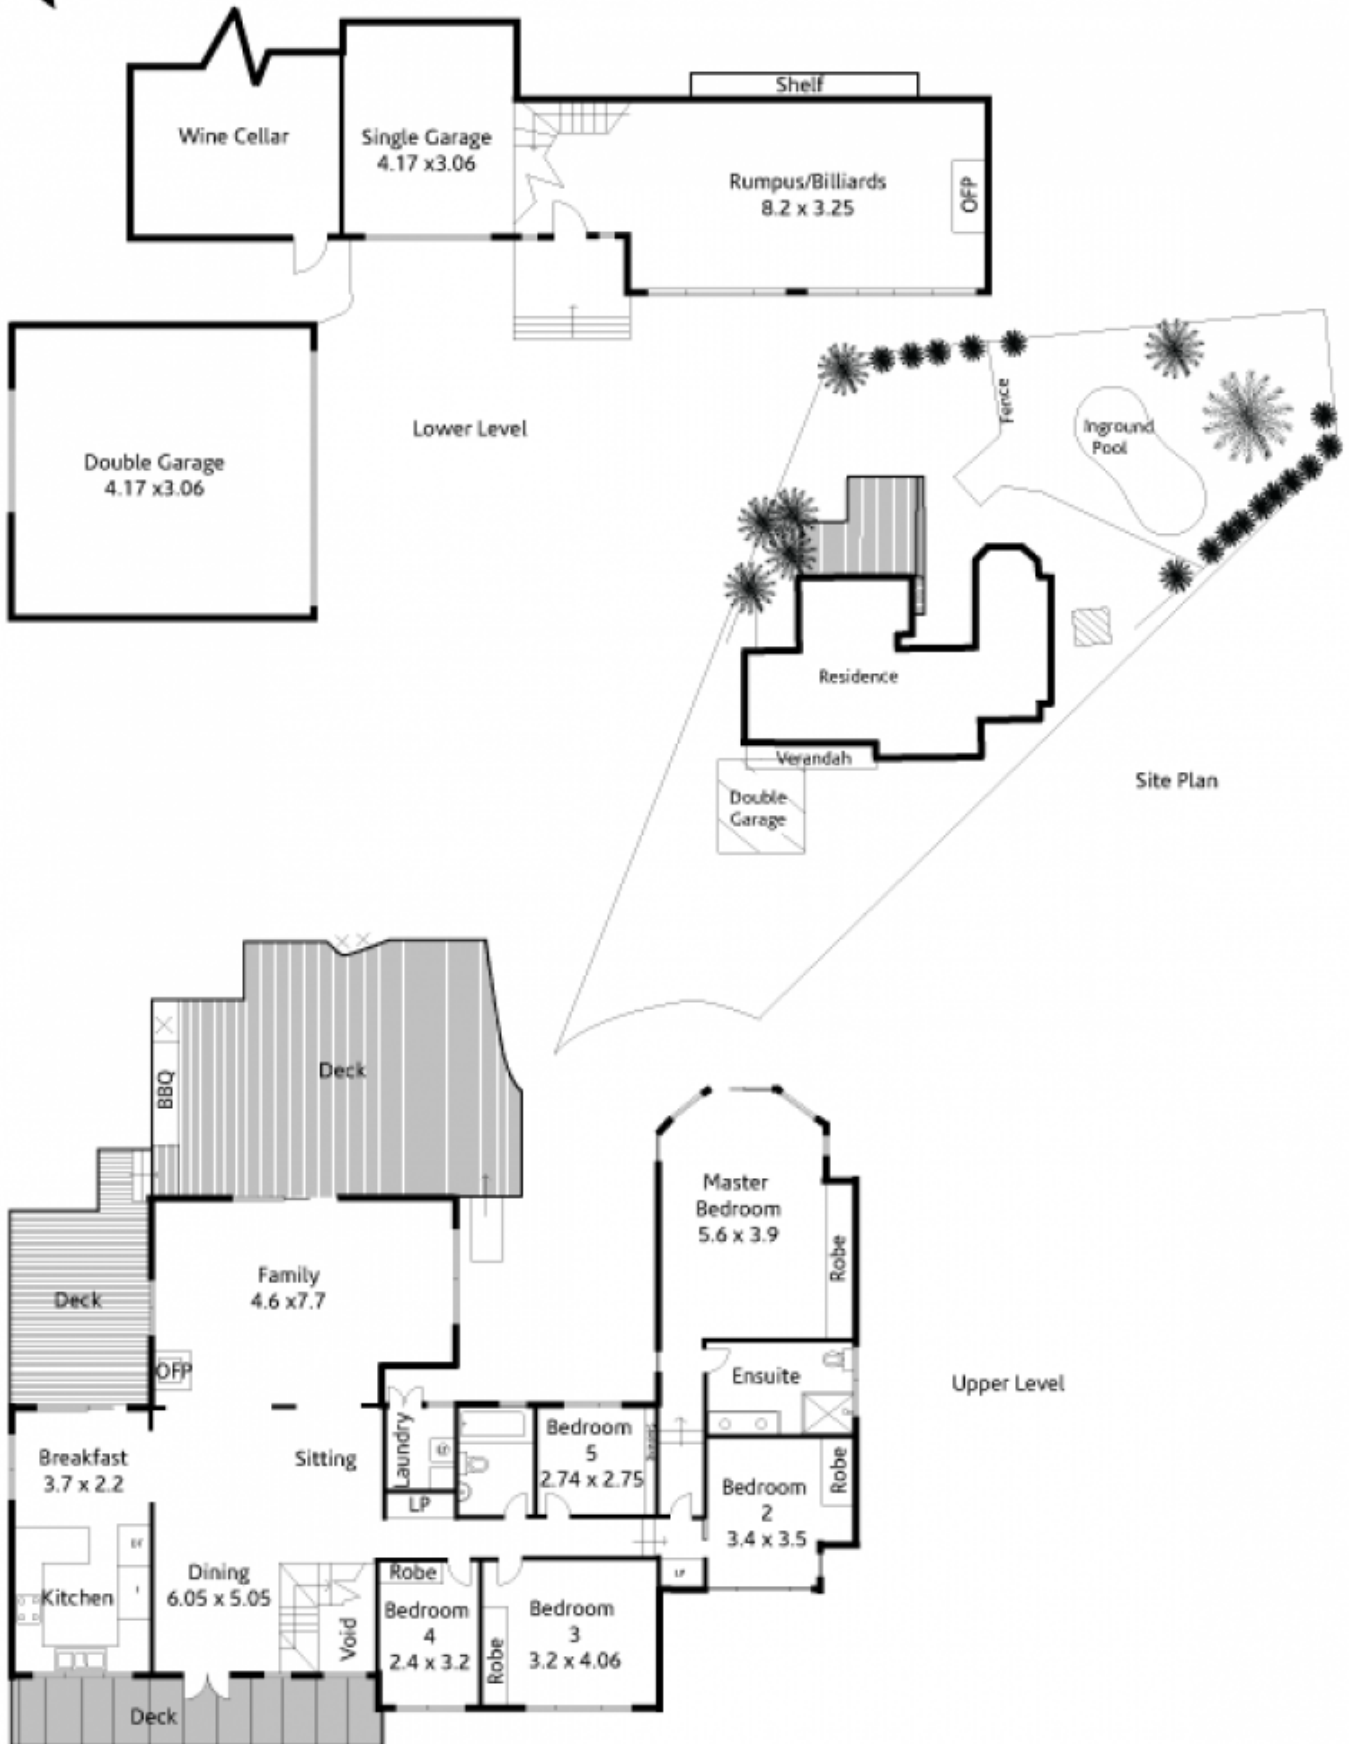 Shelf
Wine Cellar
Single Garage
4.17 x3.06
Rumpus/Billiards
8.2 x 3.25
OFP
Lower Level
Double Garage
4.17 x3.06
Fence
Inground
Pool
Residence
Verandah
Double
Garage
Site Plan
Deck
BBQ
Master
Bedroom
5.6 x 3.9
Robe
Family
4.6 x7.7
Deck
OFP
Ensuite
Upper Level
Breakfast
3.7 x 2.2
Sitting
Laundry
Bedroom
5
2.74 x 2.75
LP
Bedroom
2
3.4 x 3.5
Robe
Kitchen
Dining
6.05 x 5.05
Void
Robe
Bedroom
4
2.4 x 3.2
Robe
Bedroom
3
3.2 x 4.06
Deck